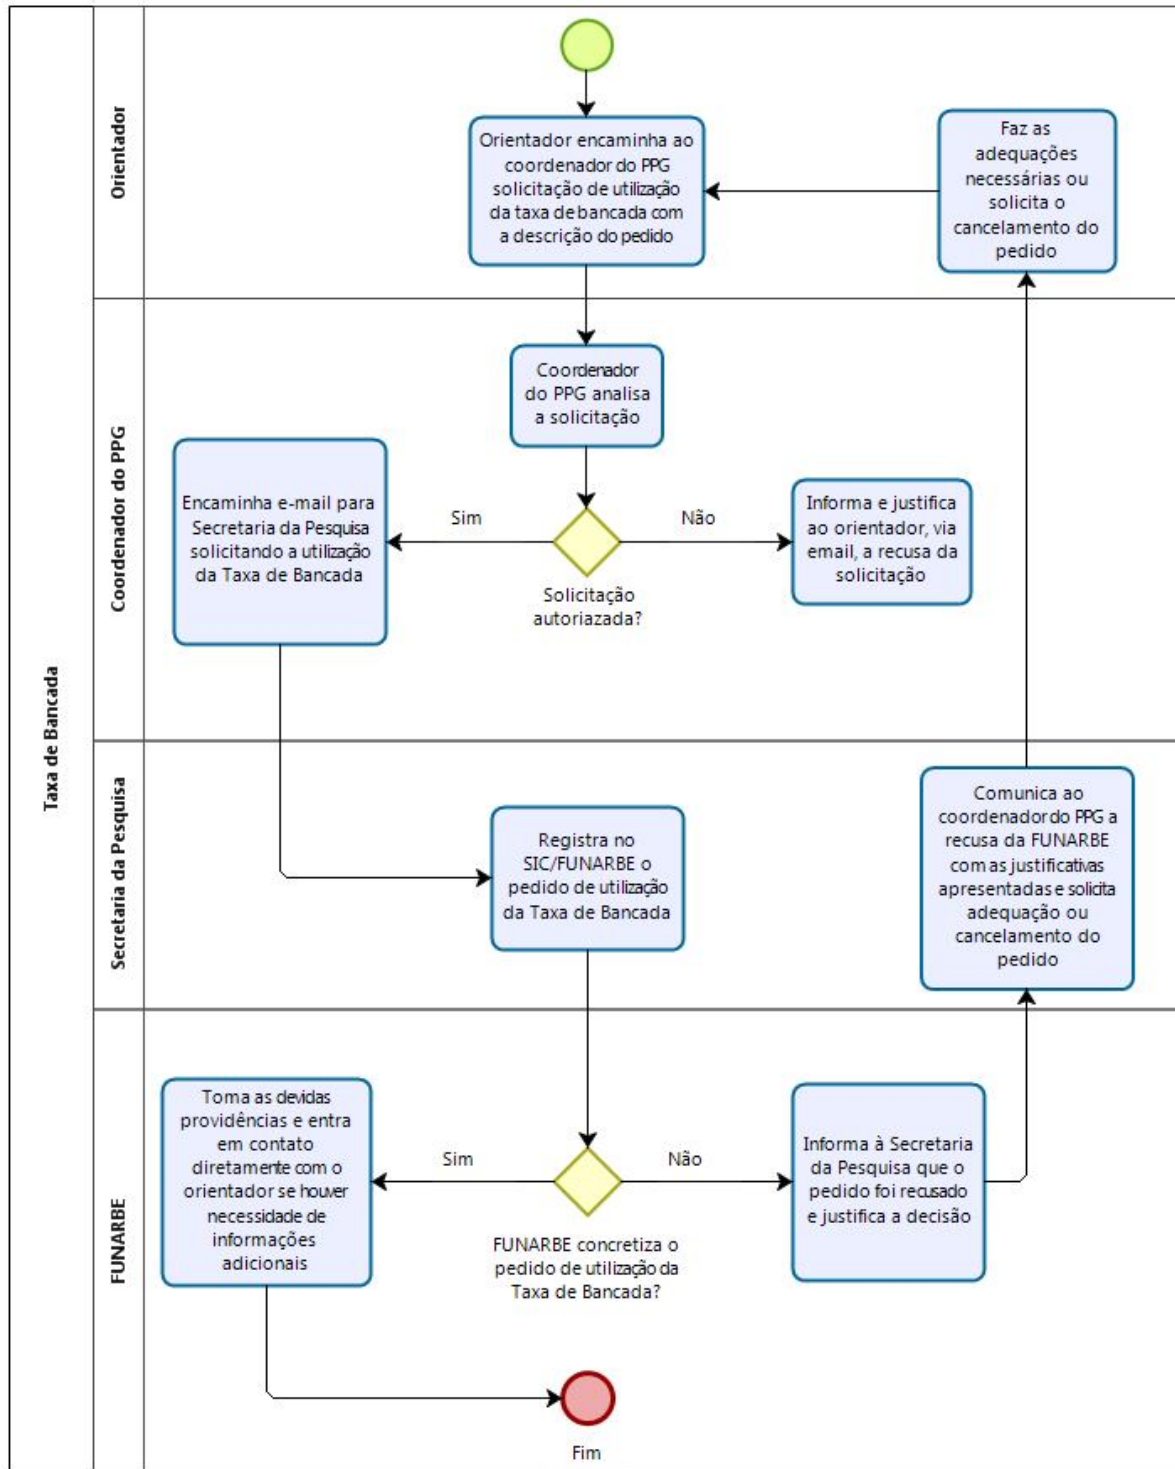 Taxa de Bancada
Orientador
Orientador encaminha ao
coordenador do PPG
solicitação de utilização
da taxa de bancada com
a descrição do pedido
Faz as
adequações
necessárias ou
solicita o
cancelamento do
pedido
Coordenador do PPG
Coordenador
do PPG analisa
a solicitação
Encaminha e-mail para
Secretaria da Pesquisa
solicitando a utilização
da Taxa de Bancada
Sim
Não
Solicitação
autoriazada?
Informa e justifica
ao orientador, via
email, a recusa da
solicitação
Secretaria da Pesquisa
Registra no
SIC/FUNARBE o
pedido de utilização
da Taxa de Bancada
Comunica ao
coordenador do PPG a
recusa da FUNARBE
com as justificativas
apresentadas e solicita
adequação ou
cancelamento do
pedido
FUNARBE
Toma as devidas
providências e entra
em contato
diretamente com o
orientador se houver
necessidade de
informações
adicionais
Sim
Não
FUNARBE concretiza o
pedido de utilização da
Taxa de Bancada?
Informa à Secretaria
da Pesquisa que o
pedido foi recusado
e justifica a decisão
Fim